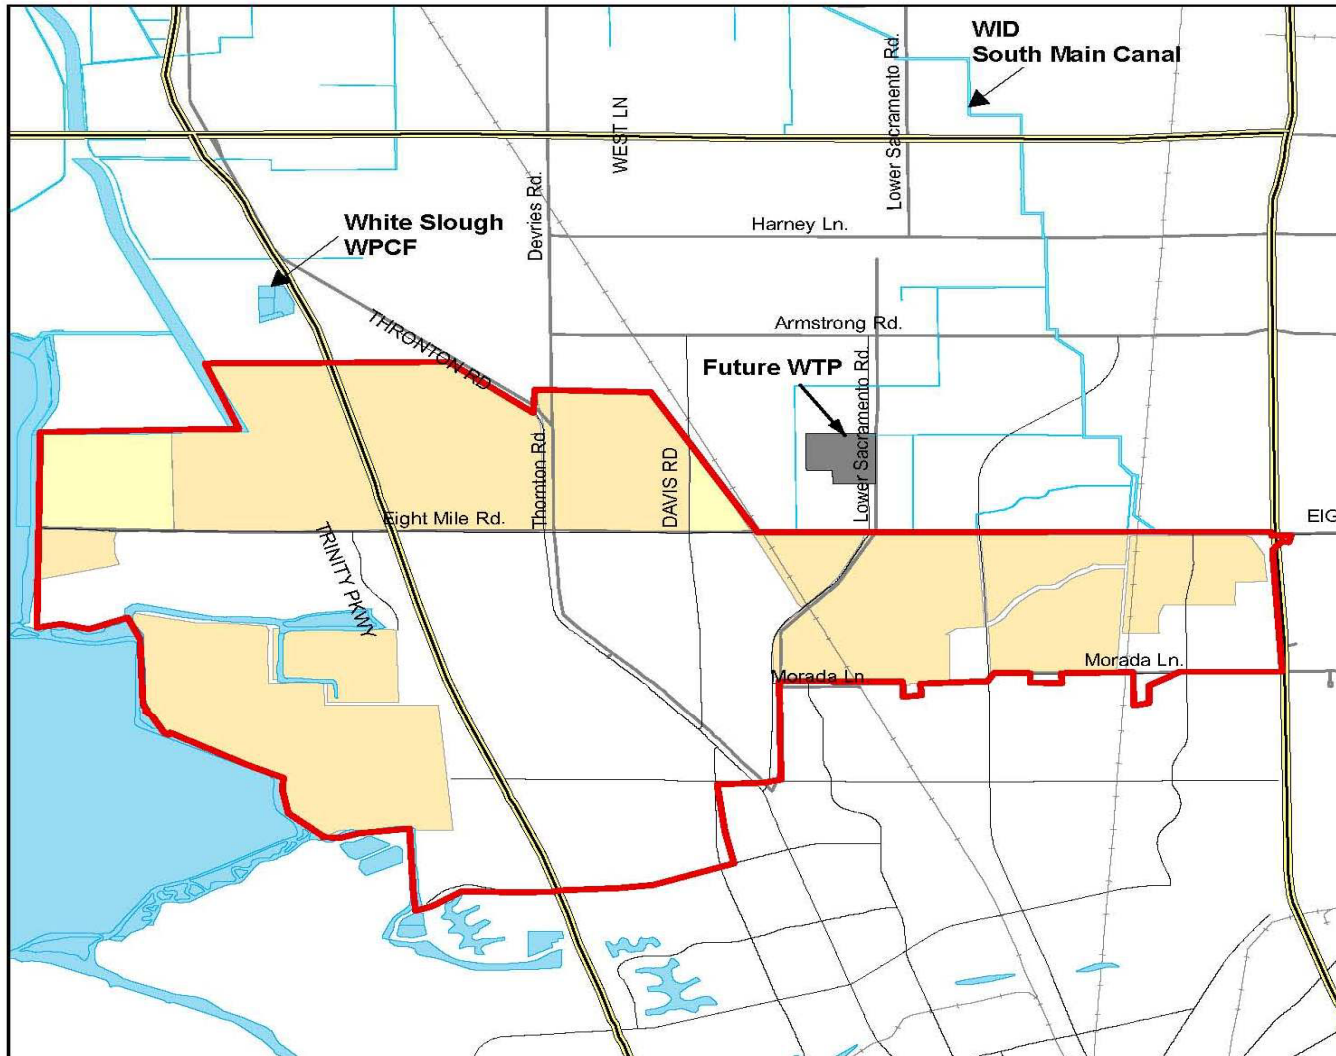 WID
South Main Canal
Lower Sacramento Rd.
WEST LN
Devries Rd.
White Slough
WPCF
Harney Ln.
THRONTON RD
Armstrong Rd.
Future WTP
Lower Sacramento Rd.
Thornton Rd.
DAVIS RD
Eight Mile Rd.
EIG
TRINITY PKWY
Morada Ln.
Morada Ln.